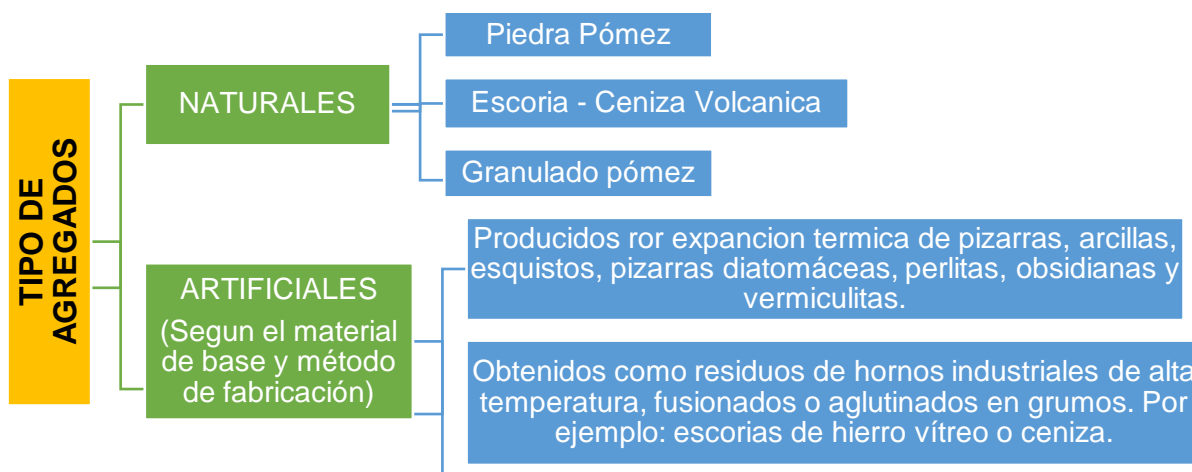 TIPO DE
AGREGADOS
NATURALES
Piedra Pómez
Escoria - Ceniza Volcanica
Granulado pómez
ARTIFICIALES
(Segun el material
de base y método
de fabricación)
Producidos ror expancion termica de pizarras, arcillas,
esquistos, pizarras diatomáceas, perlitas, obsidianas y
vermiculitas.
Obtenidos como residuos de hornos industriales de alta
temperatura, fusionados o aglutinados en grumos. Por
ejemplo: escorias de hierro vítreo o ceniza.